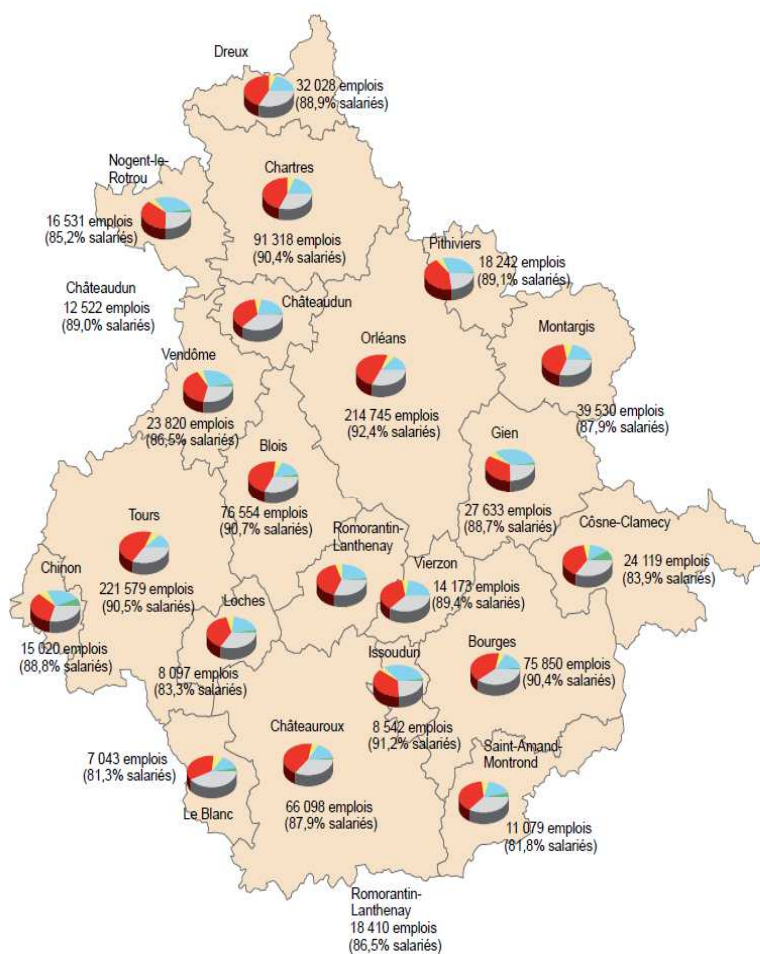 Dreux
32 028 emplois
(88,9% salariés)
Nogent-le-
Rotrou
16 531 emplois
(85,2% salariés)
Chartres
91 318 emplois
(90,4% salariés)
Pithiviers
18 242 emplois
(89,1% salariés)
Châteaudun
12 522 emplois
(89,0% salariés)
Châteaudun
Orléans
214 745 emplois
(92,4% salariés)
Montargis
39 530 emplois
(87,9% salariés)
Vendôme
23 820 emplois
(86,5% salariés)
Blois
76 554 emplois
(90,7% salariés)
Gien
27 633 emplois
(88,7% salariés)
Tours
221 579 emplois
(90,5% salariés)
Romorantin-
Lanthenay
Vierzon
14 173 emplois
(89,4% salariés)
Côsne-Clamecy
24 119 emplois
(83,9% salariés)
Chinon
15 020 emplois
(88,8% salariés)
Loches
8 097 emplois
(83,3% salariés)
Issoudun
8 542 emplois
(91,2% salariés)
Bourges
75 850 emplois
(90,4% salariés)
7 043 emplois
(81,3% salariés)
Le Blanc
Châteauroux
66 098 emplois
(87,9% salariés)
Saint-Amand-
Montrond
11 079 emplois
(81,8% salariés)
Romorantin-
Lanthenay
18 410 emplois
(86,5% salariés)